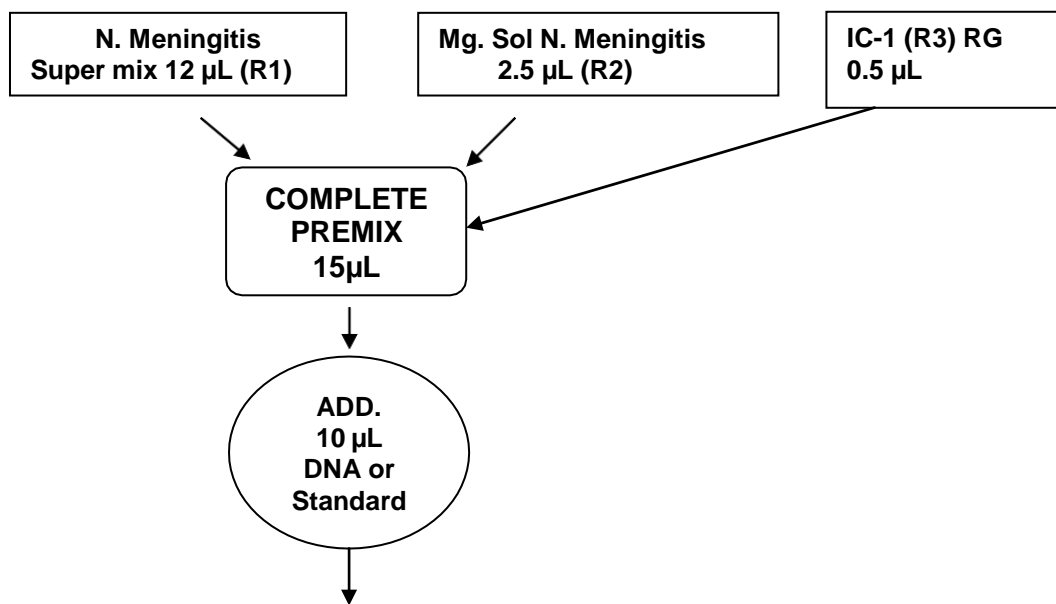 N. Meningitis
Super mix 12 µL (R1)
Mg. Sol N. Meningitis
2.5 µL (R2)
IC-1 (R3) RG
0.5 µL
COMPLETE
PREMIX
15µL
ADD.
10 µL
DNA or
Standard